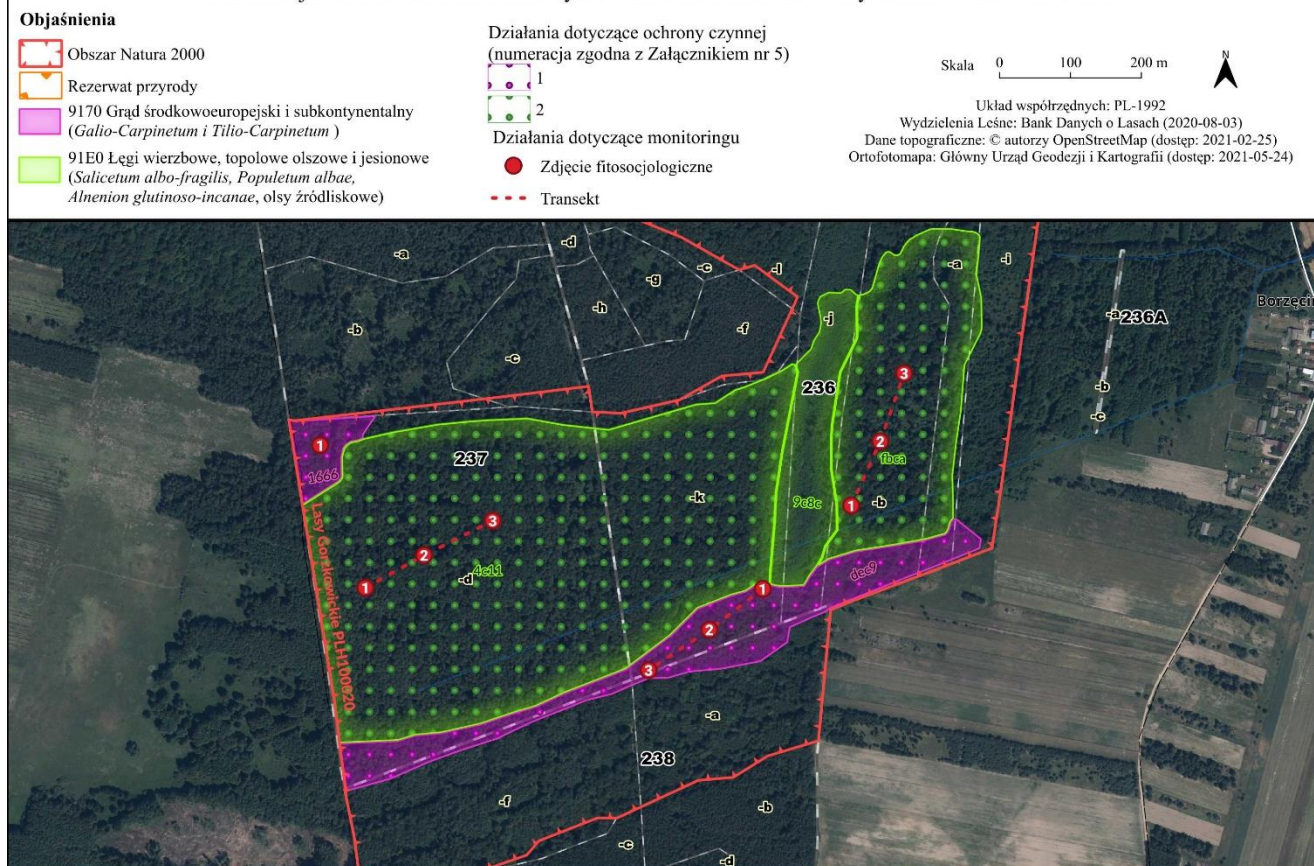 Objaśnienia
Obszar Natura 2000
Rezerwat przyrody
9170 Grąd środkowoeuropejski i subkontynentalny
(Galio-Carpinetum i Tilio-Carpinetum )
91E0 Łęgi wierzbowe, topolowe olszowe i jesionowe
(Salicetum albo-fragilis, Populetum albae,
Alnenion glutinoso-incanae, olsy źródliskowe)
Działania dotyczące ochrony czynnej
(numeracja zgodna z Załącznikiem nr 5)
1
2
Działania dotyczące monitoringu
Zdjęcie fitosocjologiczne
Transekt
Skala 0 100 200 m
N
Układ współrzędnych: PL-1992
Wydzielenia Leśne: Bank Danych o Lasach (2020-08-03)
Dane topograficzne: © autorzy OpenStreetMap (dostęp: 2021-02-25)
Ortofotomapa: Główny Urząd Geodezji i Kartografii (dostęp: 2021-05-24)
-a
-d
-g
-c
-l
-a
-i
-b
-h
-f
-j
-a
236A
Borzęcin
-c
236
-b
-c
3
1
237
2
fbca
1666
-k
9c8c
1
-b
3
2
-d
4c11
1
dec9
1
2
3
Lasy Gorzkowickie PLH100020
-a
238
-f
-b
-c
-d